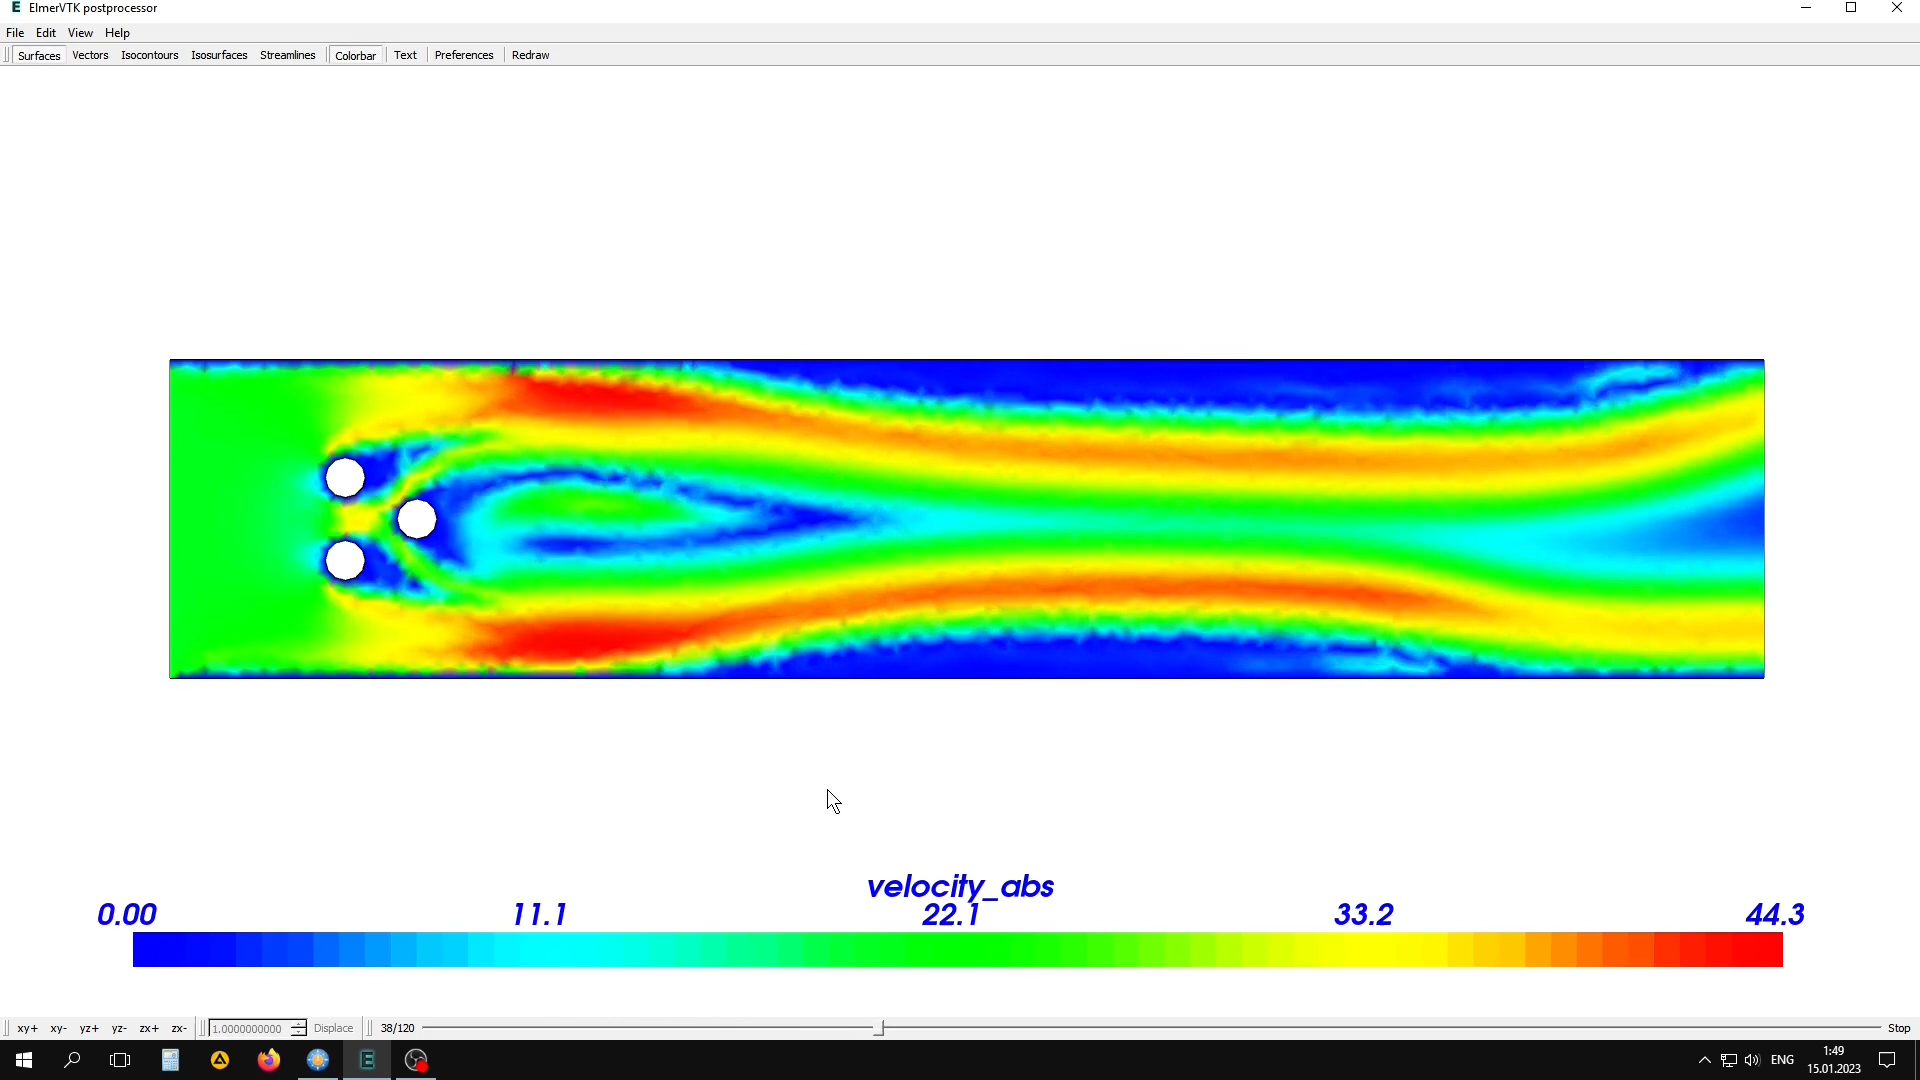 E ElmerVTK postprocessor
File Edit View Help
Surfaces Vectors Isocontours Isosurfaces Streamlines Colorbar Text Preferences Redraw
velocity_abs
0.00 11.1 22.1 33.2 44.3
xy+ xy- yz+ yz- zx+ zx- 1.0000000000 Displace 38/120 Stop
E ENG 1:49
15.01.2023